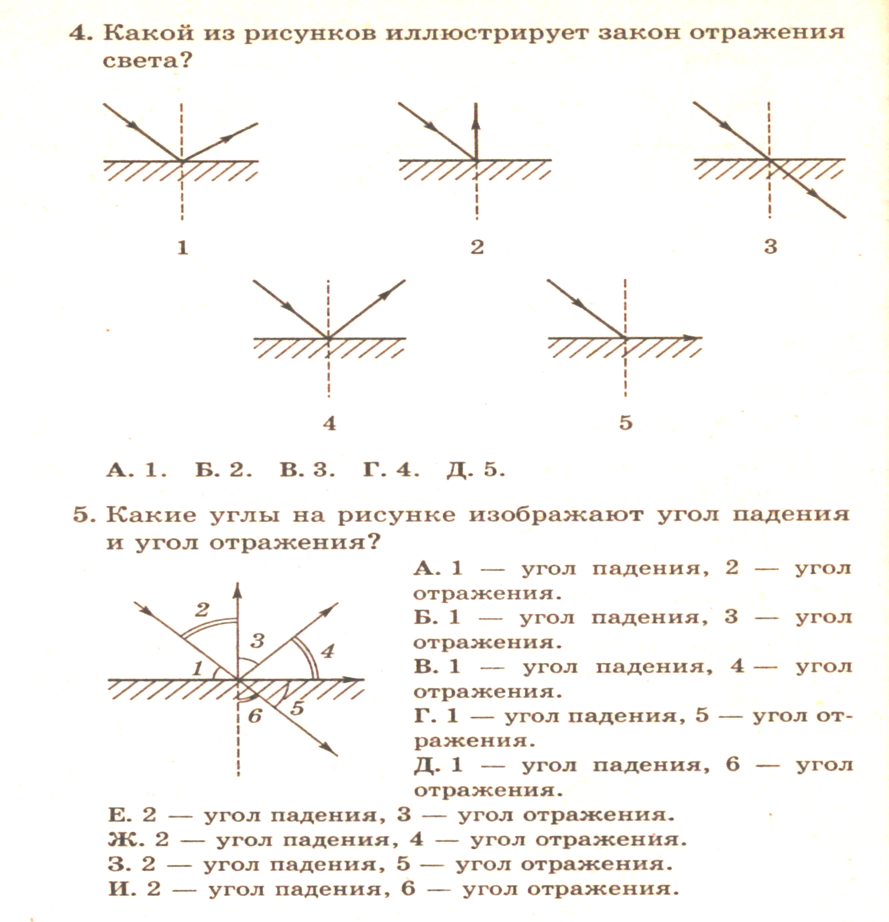 4. Какой из рисунков иллюстрирует закон отражения
света?
1
2
3
4
5
А. 1. Б. 2. В. 3. Г. 4. Д. 5.
5. Какие углы на рисунке изображают угол падения
и угол отражения?
А. 1 — угол падения, 2 — угол
отражения.
Б. 1 — угол падения, 3 — угол
отражения.
В. 1 — угол падения, 4 — угол
отражения.
Г. 1 — угол падения, 5 — угол от-
ражения.
Д. 1 — угол падения, 6 — угол
отражения.
2
3
4
1
5
6
Е. 2 — угол падения, 3 — угол отражения.
Ж. 2 — угол падения, 4 — угол отражения.
З. 2 — угол падения, 5 — угол отражения.
И. 2 — угол падения, 6 — угол отражения.